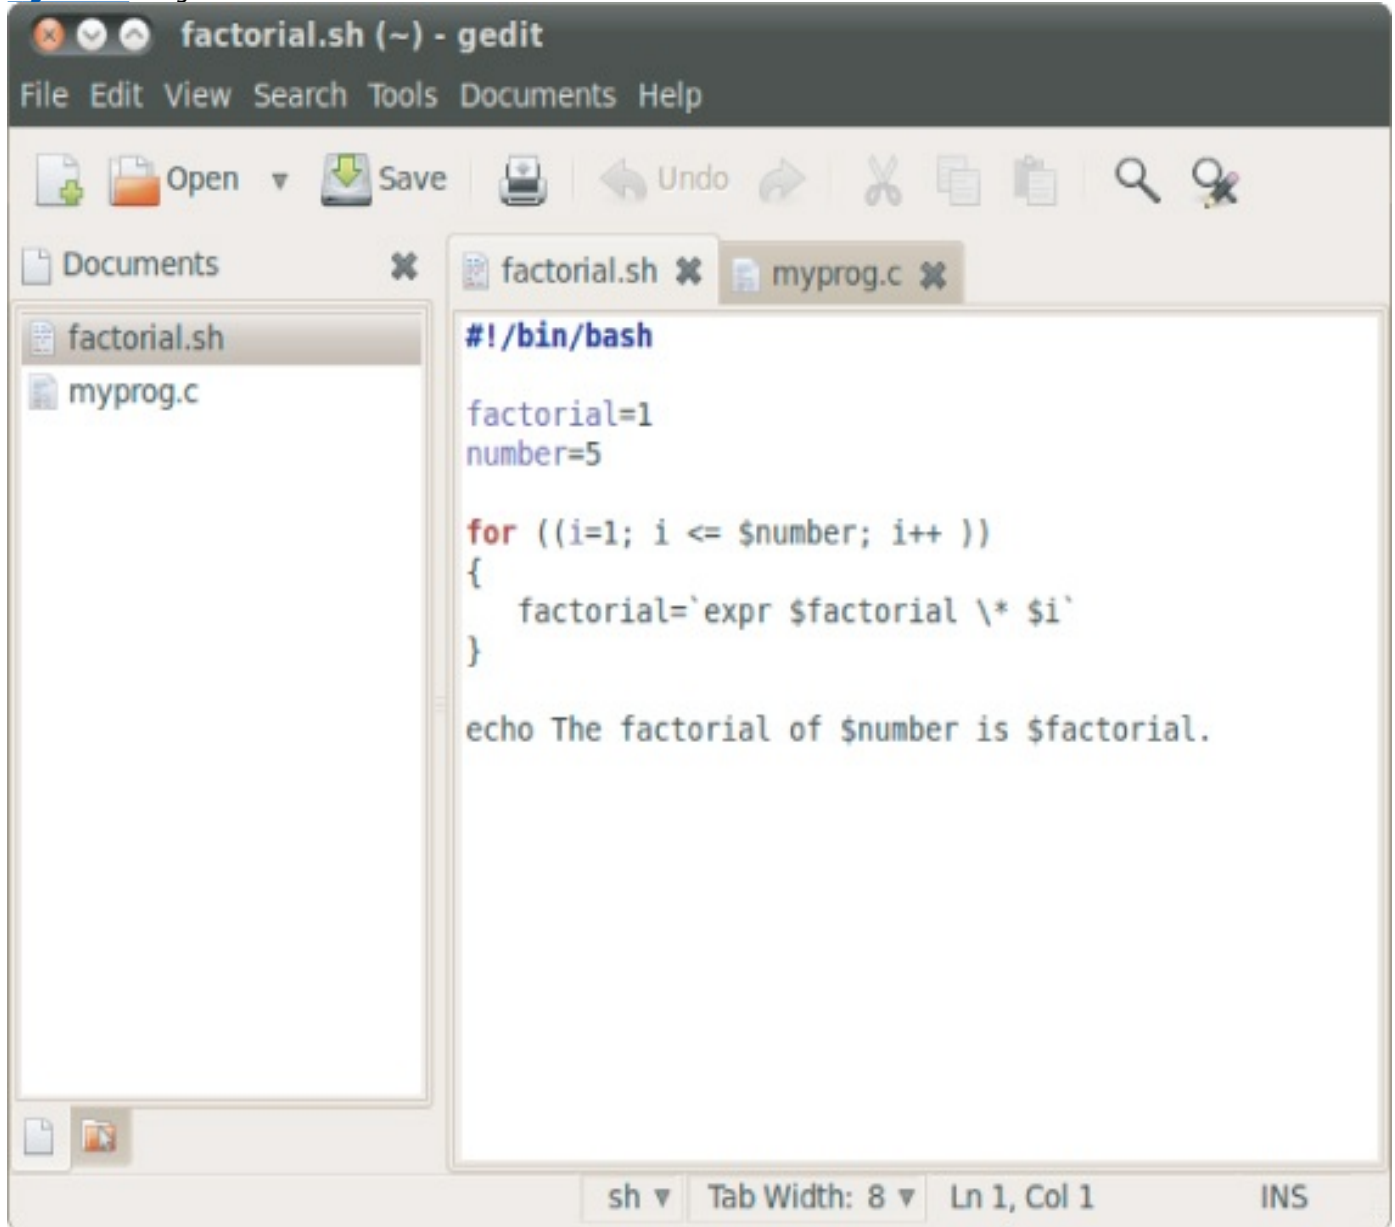 factorial.sh (~) - gedit
File Edit View Search Tools Documents Help
Open Save Undo
Documents
factorial.sh
myprog.c
factorial.sh myprog.c
#!/bin/bash
factorial=1
number=5
for ((i=1; i <= $number; i++ ))
{
factorial=`expr $factorial \* $i`
}
echo The factorial of $number is $factorial.
sh Tab Width: 8 Ln 1, Col 1 INS